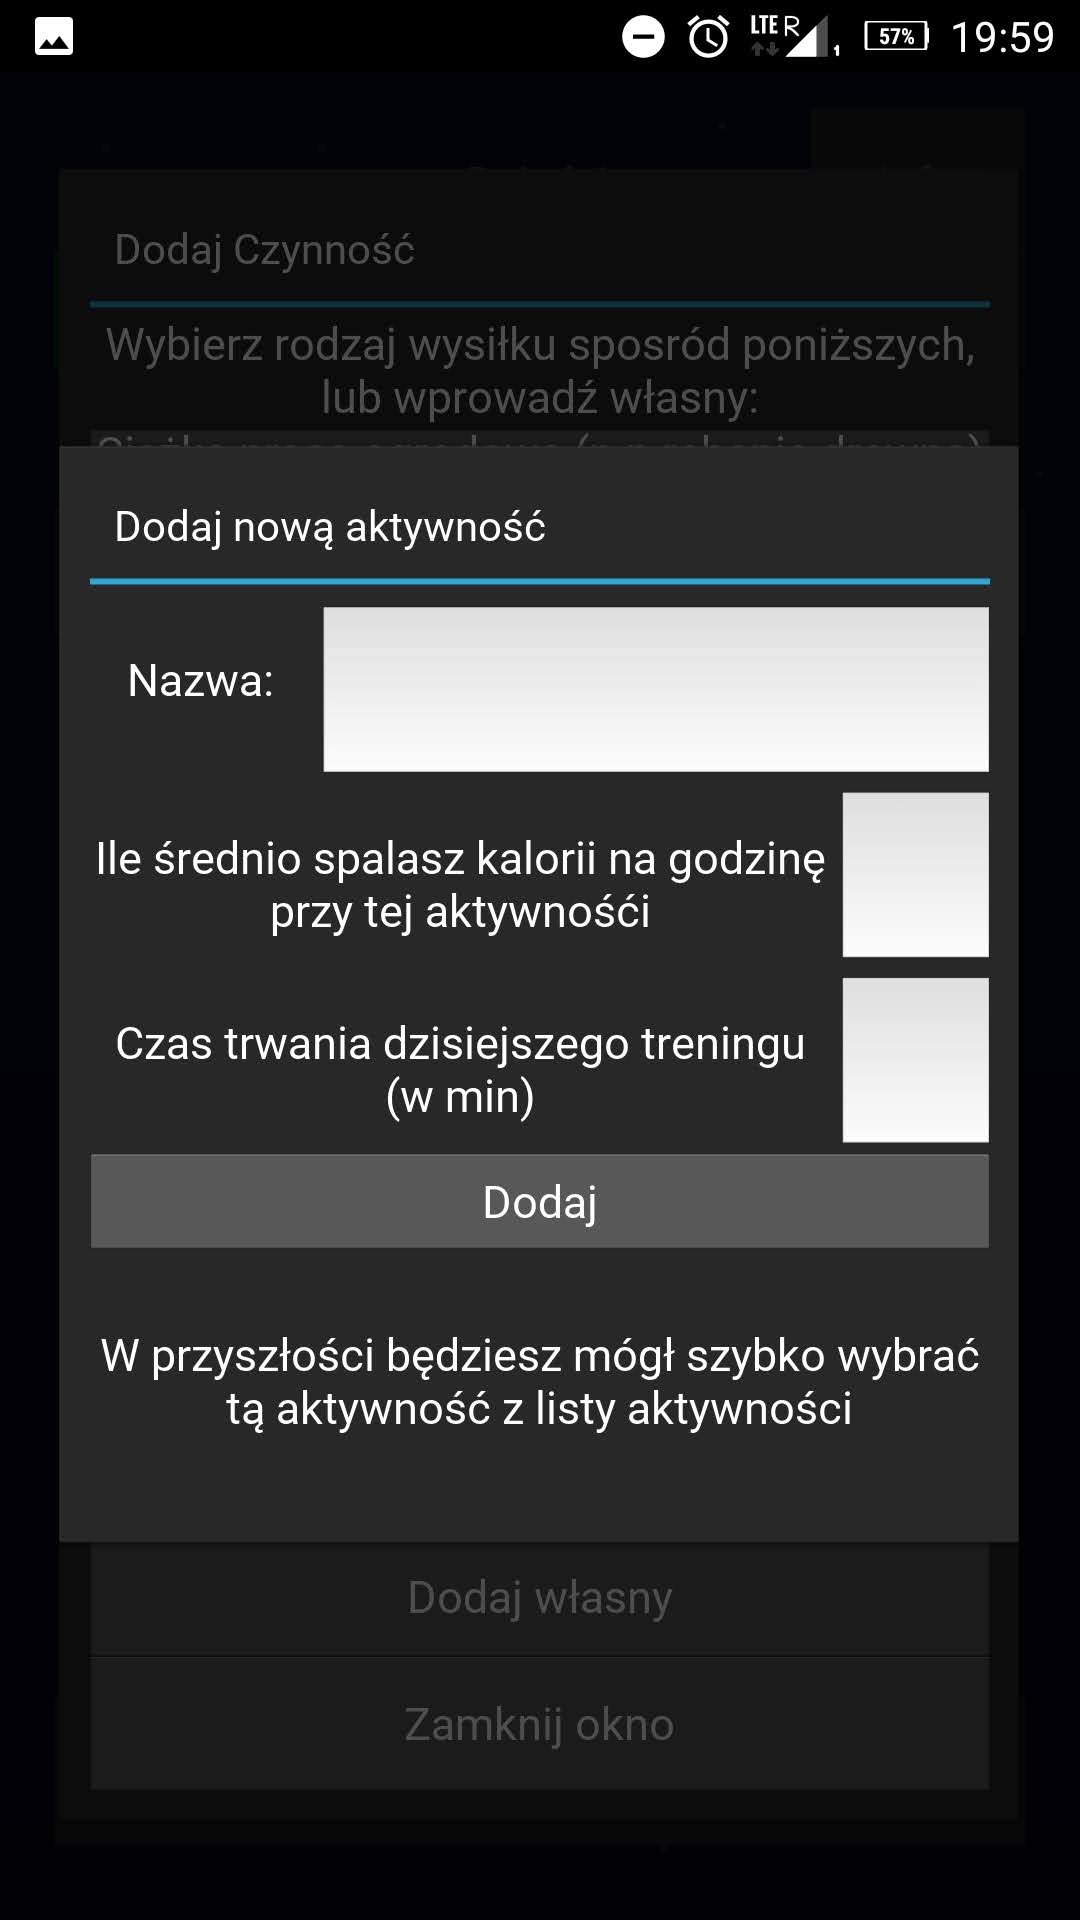 LTE R 1 57% 19:59
Dodaj Czynność
Wybierz rodzaj wysiłku sposród poniższych,
lub wprowadź własny:
Dodaj nową aktywność
Nazwa:
Ile średnio spalasz kalorii na godzinę
przy tej aktywnośći
Czas trwania dzisiejszego treningu
(w min)
Dodaj
W przyszłości będziesz mógł szybko wybrać
tą aktywność z listy aktywności
Dodaj własny
Zamknij okno